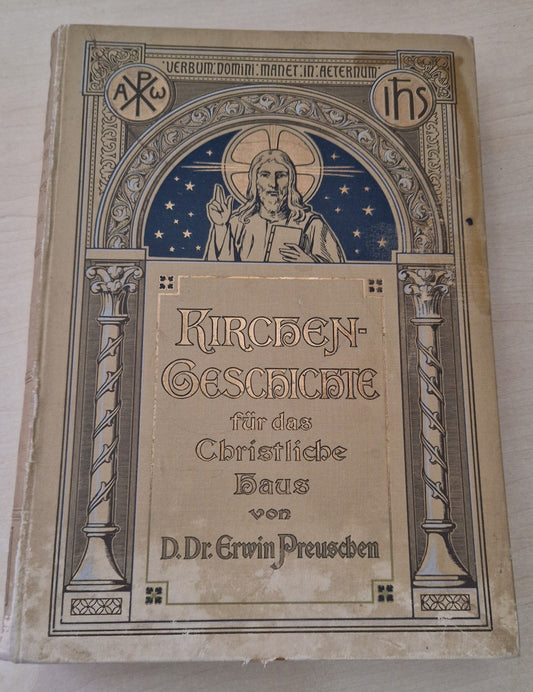 VERBUM DOMINI MANET IN AETERNUM
A ☧ ω
IHS
KIRCHEN-
GESCHICHTE
für das
Christliche
Haus
von
D. Dr. Erwin Preuschen